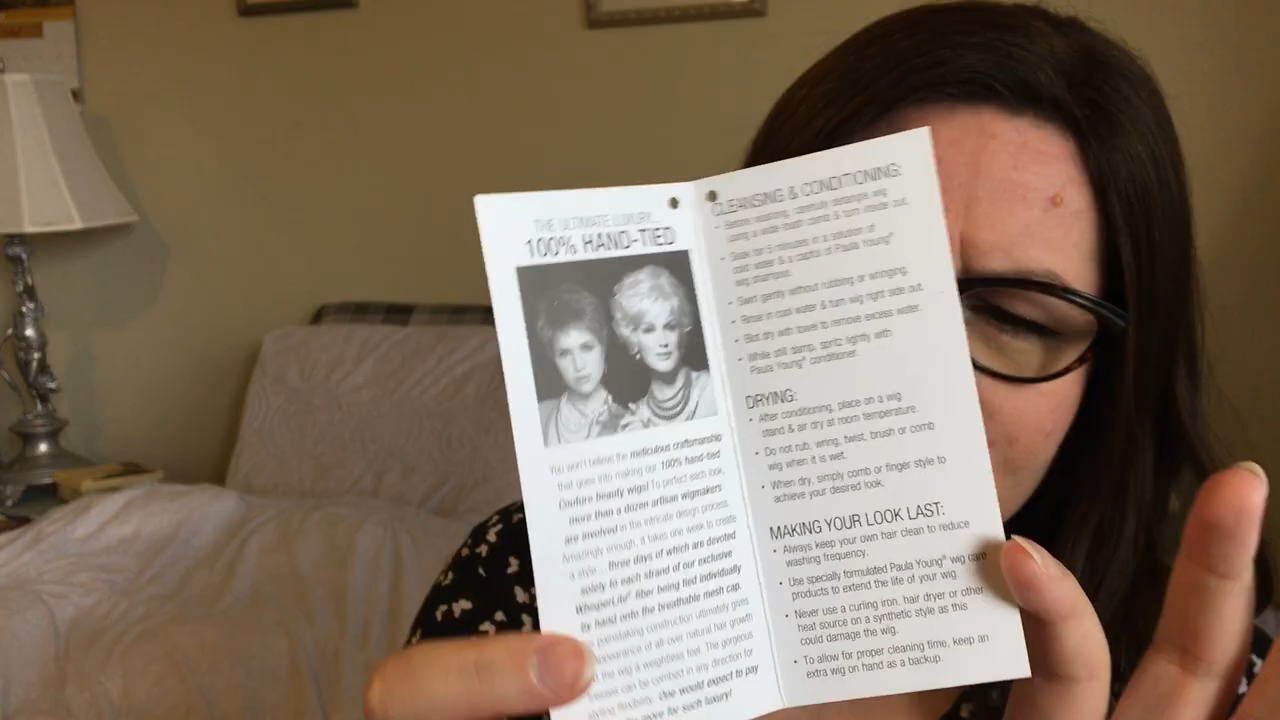 THE ULTIMATE LUXURY...
100% HAND-TIED
You won't believe the meticulous craftsmanship
that goes into making our 100% hand-tied
Couture beauty wigs! To perfect each look,
more than a dozen artisan wigmakers
are involved in the intricate design process.
Amazingly enough, it takes one week to create
a style... three days of which are devoted
solely to each strand of our exclusive
WhisperLite® fiber being tied individually
by hand onto the breathable mesh cap.
painstaking construction ultimately gives
appearance of all-over natural hair growth
the wig a weightless feel. The gorgeous
can be combed in any direction for
styling flexibility. One would expect to pay
more for such luxury!
CLEANSING & CONDITIONING:
• Before washing, carefully detangle wig
using a wide-tooth comb & turn inside out.
• Soak for 5 minutes in a solution of
cold water & a capful of Paula Young®
wig shampoo.
• Swirl gently without rubbing or wringing.
• Rinse in cool water & turn wig right side out.
• Blot dry with towel to remove excess water.
• While still damp, spritz lightly with
Paula Young® conditioner.
DRYING:
• After conditioning, place on a wig
stand & air dry at room temperature.
• Do not rub, wring, twist, brush or comb
wig when it is wet.
• When dry, simply comb or finger style to
achieve your desired look.
MAKING YOUR LOOK LAST:
• Always keep your own hair clean to reduce
washing frequency.
• Use specially formulated Paula Young® wig care
products to extend the life of your wig.
• Never use a curling iron, hair dryer or other
heat source on a synthetic style as this
could damage the wig.
• To allow for proper cleaning time, keep an
extra wig on hand as a backup.